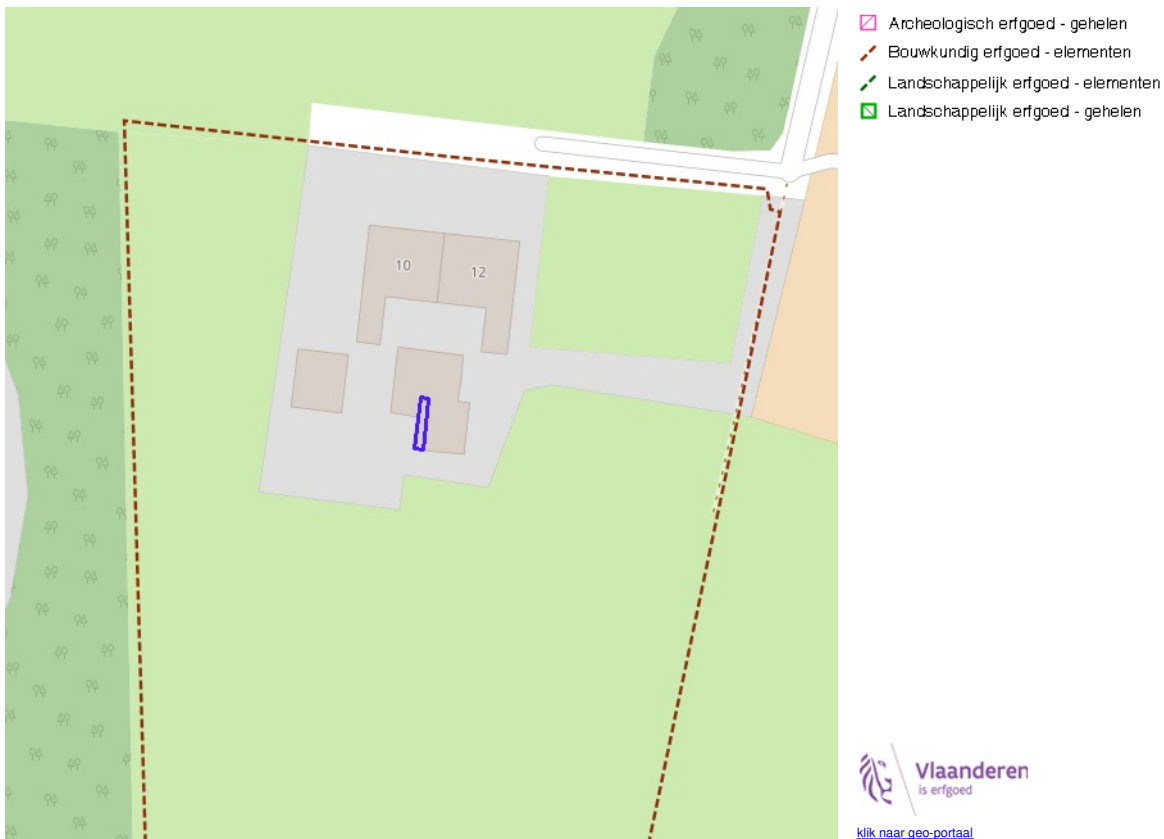 Archeologisch erfgoed - gehelen
Bouwkundig erfgoed - elementen
Landschappelijk erfgoed - elementen
Landschappelijk erfgoed - gehelen
10
12
Vlaanderen
is erfgoed
klik naar geo-portaal